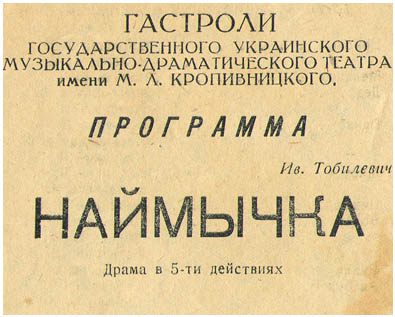 ГАСТРОЛИ
ГОСУДАРСТВЕННОГО УКРАИНСКОГО
МУЗЫКАЛЬНО-ДРАМАТИЧЕСКОГО ТЕАТРА
имени М. Л. КРОПИВНИЦКОГО.
ПРОГРАММА
Ив. Тобилевич
НАЙМЫЧКА
Драма в 5-ти действиях